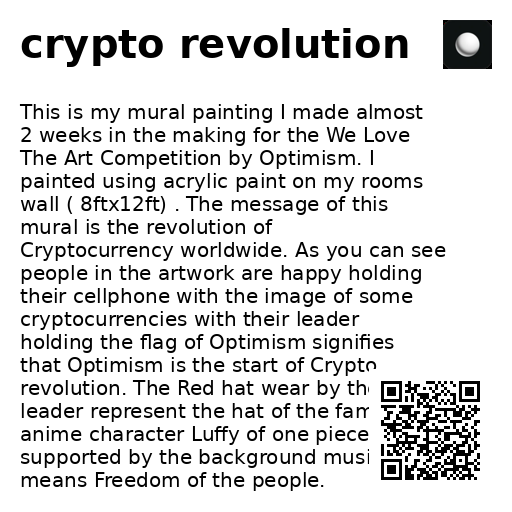 crypto revolution
This is my mural painting I made almost
2 weeks in the making for the We Love
The Art Competition by Optimism. I
painted using acrylic paint on my rooms
wall ( 8ftx12ft) . The message of this
mural is the revolution of
Cryptocurrency worldwide. As you can see
people in the artwork are happy holding
their cellphone with the image of some
cryptocurrencies with their leader
holding the flag of Optimism signifies
that Optimism is the start of Crypto
revolution. The Red hat wear by the
leader represent the hat of the
anime character Luffy of one piece
supported by the background
means Freedom of the people.